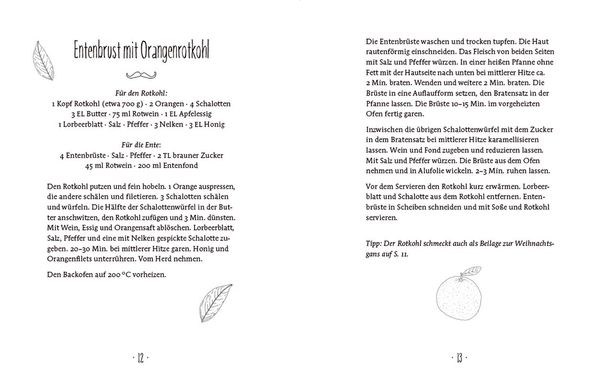 Entenbrust mit Orangenrotkohl
Für den Rotkohl:
1 Kopf Rotkohl (etwa 700 g) · 2 Orangen · 4 Schalotten
3 EL Butter · 75 ml Rotwein · 1 EL Apfelessig
1 Lorbeerblatt · Salz · Pfeffer · 3 Nelken · 3 EL Honig
Für die Ente:
4 Entenbrüste · Salz · Pfeffer · 2 TL brauner Zucker
45 ml Rotwein · 200 ml Entenfond
Den Rotkohl putzen und fein hobeln. 1 Orange auspressen,
die andere schälen und filetieren. 3 Schalotten schälen
und würfeln. Die Hälfte der Schalottenwürfel in der But-
ter anschwitzen, den Rotkohl zufügen und 3 Min. dünsten.
Mit Wein, Essig und Orangensaft ablöschen. Lorbeerblatt,
Salz, Pfeffer und eine mit Nelken gespickte Schalotte zu-
geben. 20–30 Min. bei mittlerer Hitze garen. Honig und
Orangenfilets unterrühren. Vom Herd nehmen.
Den Backofen auf 200 °C vorheizen.
· 12 ·
Die Entenbrüste waschen und trocken tupfen. Die Haut
rautenförmig einschneiden. Das Fleisch von beiden Seiten
mit Salz und Pfeffer würzen. In einer heißen Pfanne ohne
Fett mit der Hautseite nach unten bei mittlerer Hitze ca.
2 Min. braten. Wenden und weitere 2 Min. braten. Die
Brüste in eine Auflaufform setzen, den Bratensatz in der
Pfanne lassen. Die Brüste 10–15 Min. im vorgeheizten
Ofen fertig garen.
Inzwischen die übrigen Schalottenwürfel mit dem Zucker
in dem Bratensatz bei mittlerer Hitze karamellisieren
lassen. Wein und Fond zugeben und reduzieren lassen.
Mit Salz und Pfeffer würzen. Die Brüste aus dem Ofen
nehmen und in Alufolie wickeln. 2–3 Min. ruhen lassen.
Vor dem Servieren den Rotkohl kurz erwärmen. Lorbeer-
blatt und Schalotte aus dem Rotkohl entfernen. Enten-
brüste in Scheiben schneiden und mit Soße und Rotkohl
servieren.
Tipp: Der Rotkohl schmeckt auch als Beilage zur Weihnachts-
gans auf S. 11.
· 13 ·